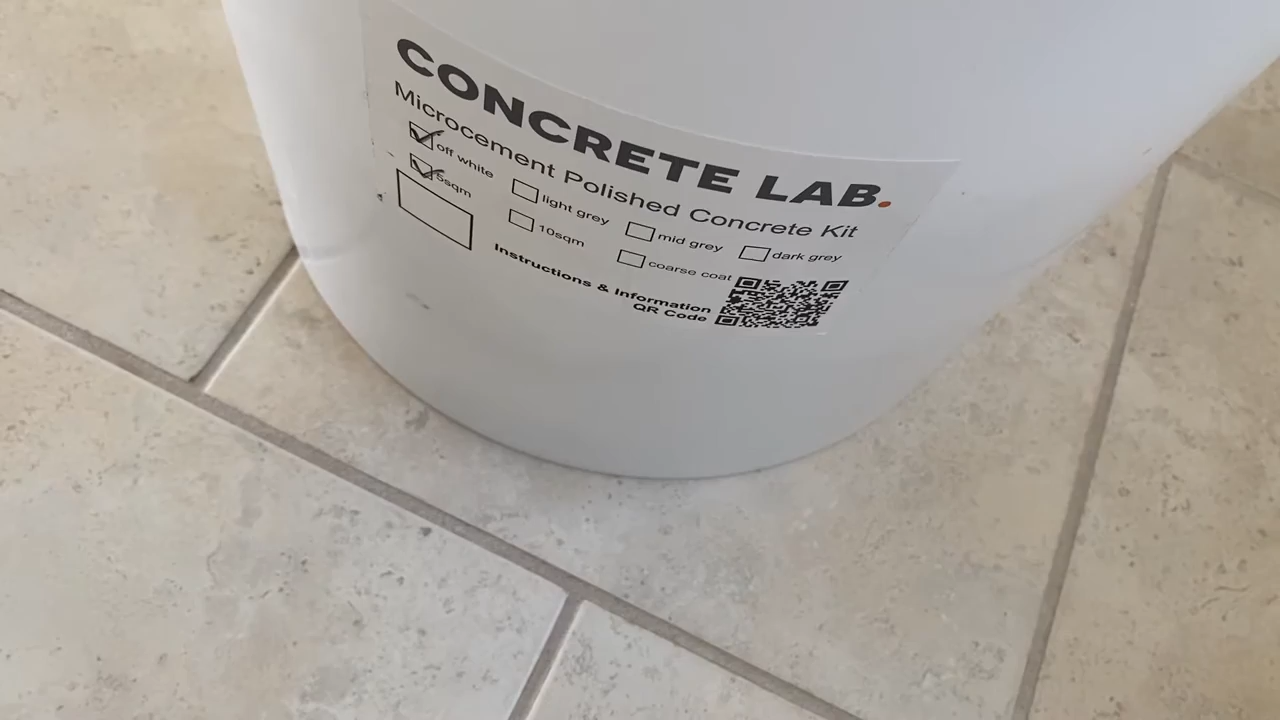 CONCRETE LAB.
Microcement Polished Concrete Kit
off white light grey mid grey dark grey
5sqm 10sqm coarse coat
Instructions & Information
QR Code